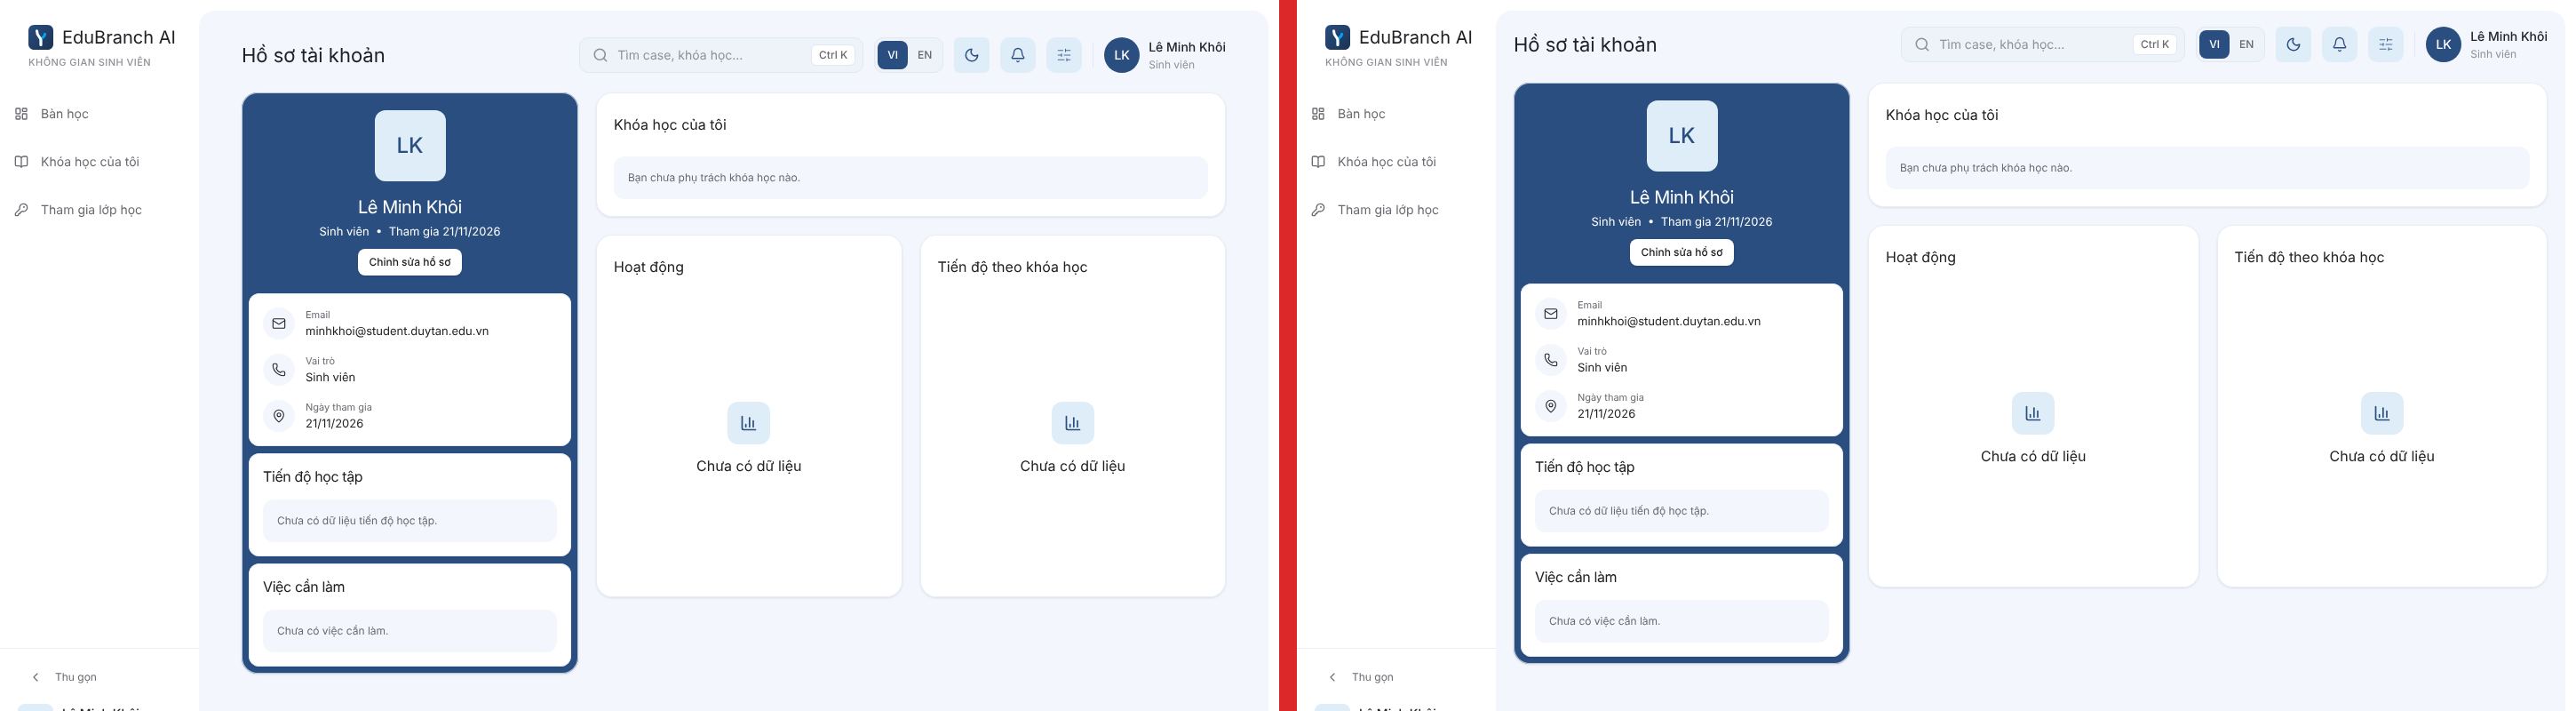 EduBranch AI
KHÔNG GIAN SINH VIÊN
Bàn học
Khóa học của tôi
Tham gia lớp học
Thu gọn
Hồ sơ tài khoản
Tìm case, khóa học...
Ctrl K
VI
EN
LK
Lê Minh Khôi
Sinh viên
LK
Lê Minh Khôi
Sinh viên • Tham gia 21/11/2026
Chỉnh sửa hồ sơ
Email
minhkhoi@student.duytan.edu.vn
Vai trò
Sinh viên
Ngày tham gia
21/11/2026
Tiến độ học tập
Chưa có dữ liệu tiến độ học tập.
Việc cần làm
Chưa có việc cần làm.
Khóa học của tôi
Bạn chưa phụ trách khóa học nào.
Hoạt động
Chưa có dữ liệu
Tiến độ theo khóa học
Chưa có dữ liệu
EduBranch AI
KHÔNG GIAN SINH VIÊN
Bàn học
Khóa học của tôi
Tham gia lớp học
Thu gọn
Hồ sơ tài khoản
Tìm case, khóa học...
Ctrl K
VI
EN
LK
Lê Minh Khôi
Sinh viên
LK
Lê Minh Khôi
Sinh viên • Tham gia 21/11/2026
Chỉnh sửa hồ sơ
Email
minhkhoi@student.duytan.edu.vn
Vai trò
Sinh viên
Ngày tham gia
21/11/2026
Tiến độ học tập
Chưa có dữ liệu tiến độ học tập.
Việc cần làm
Chưa có việc cần làm.
Khóa học của tôi
Bạn chưa phụ trách khóa học nào.
Hoạt động
Chưa có dữ liệu
Tiến độ theo khóa học
Chưa có dữ liệu